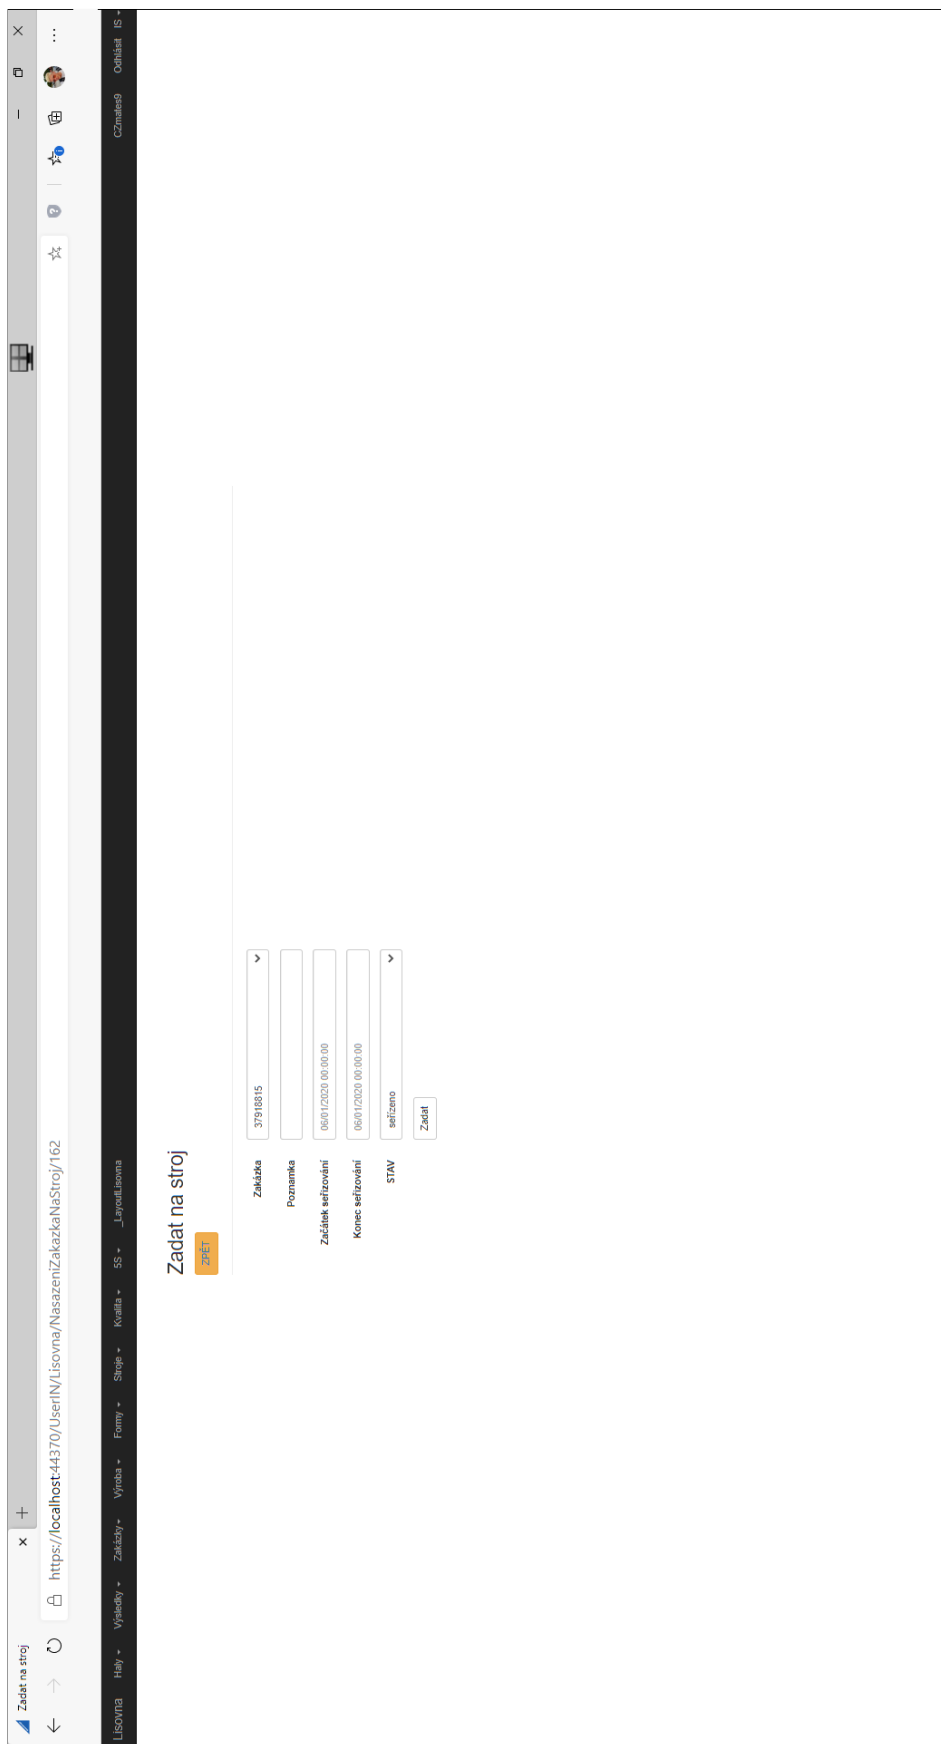 Zadat na stroj
https://localhost:44370/UserIN/Lisovna/NasazeniZakazkaNaStroj/162
Lisovna Haly Výsledky Zakázky Výroba Formy Stroje Kvalita 5S _LayoutLisovna CZmates9 Odhlásit IS
Zadat na stroj
ZPĚT
Zakázka 37918815
Poznamka
Začátek seřizování 06/01/2020 00:00:00
Konec seřizování 06/01/2020 00:00:00
STAV seřízeno
Zadat